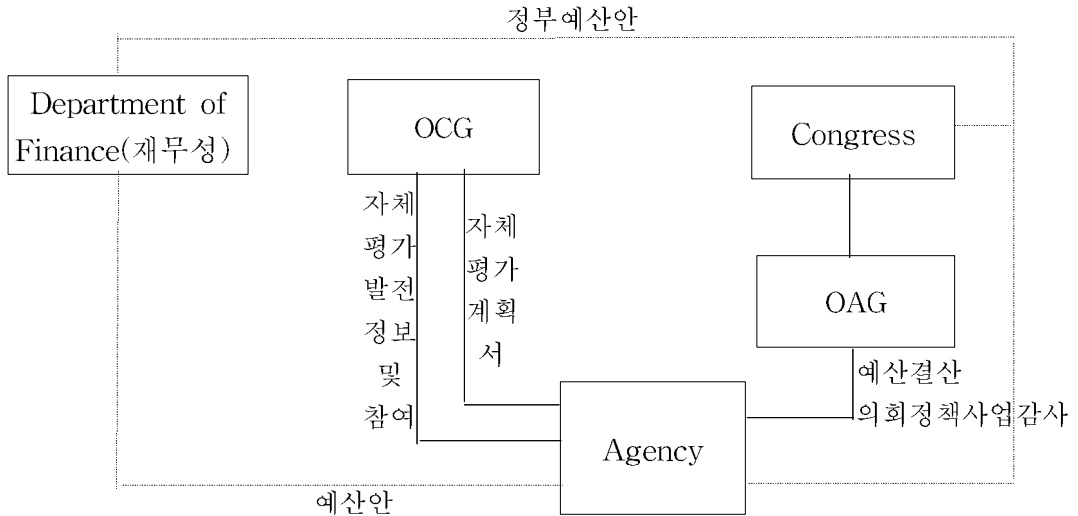 정부예산안
Department of
Finance(재무성)
OCG
Congress
자체
평가
발전
정보
및
참여
자체
평가
계획
서
OAG
예산결산
의회정책사업감사
Agency
예산안